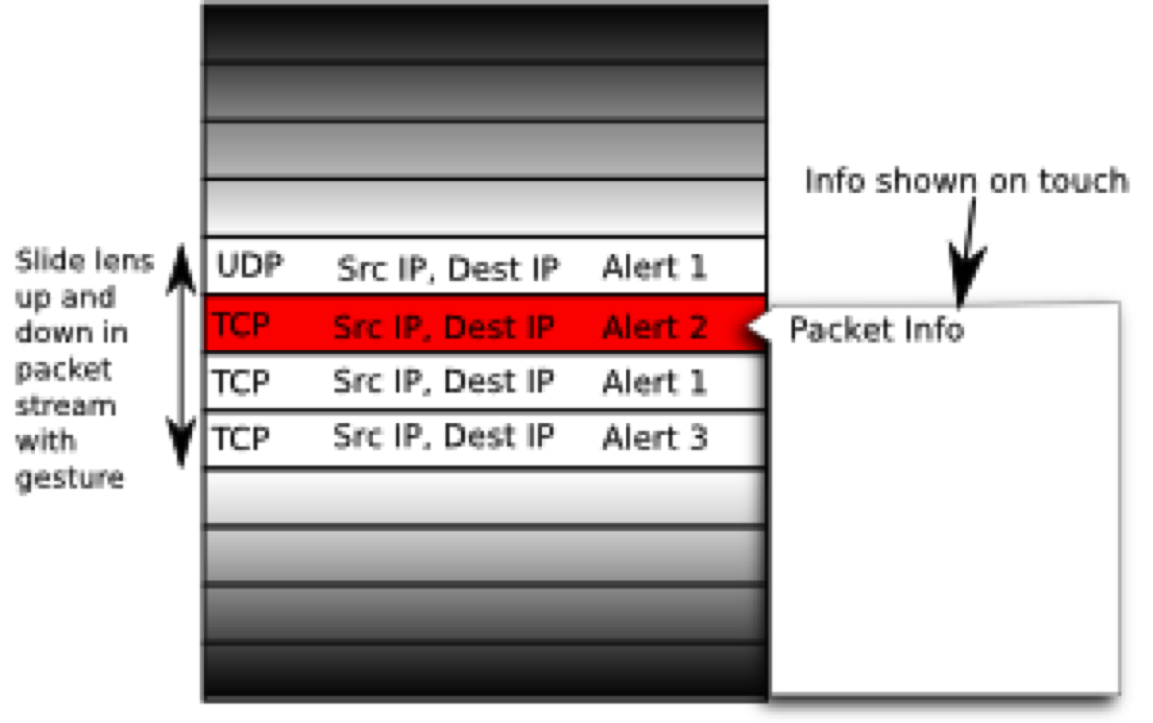 Info shown on touch
Slide lens
up and
down in
packet
stream
with
gesture
UDP Src IP, Dest IP Alert 1
TCP Src IP, Dest IP Alert 2
TCP Src IP, Dest IP Alert 1
TCP Src IP, Dest IP Alert 3
Packet Info